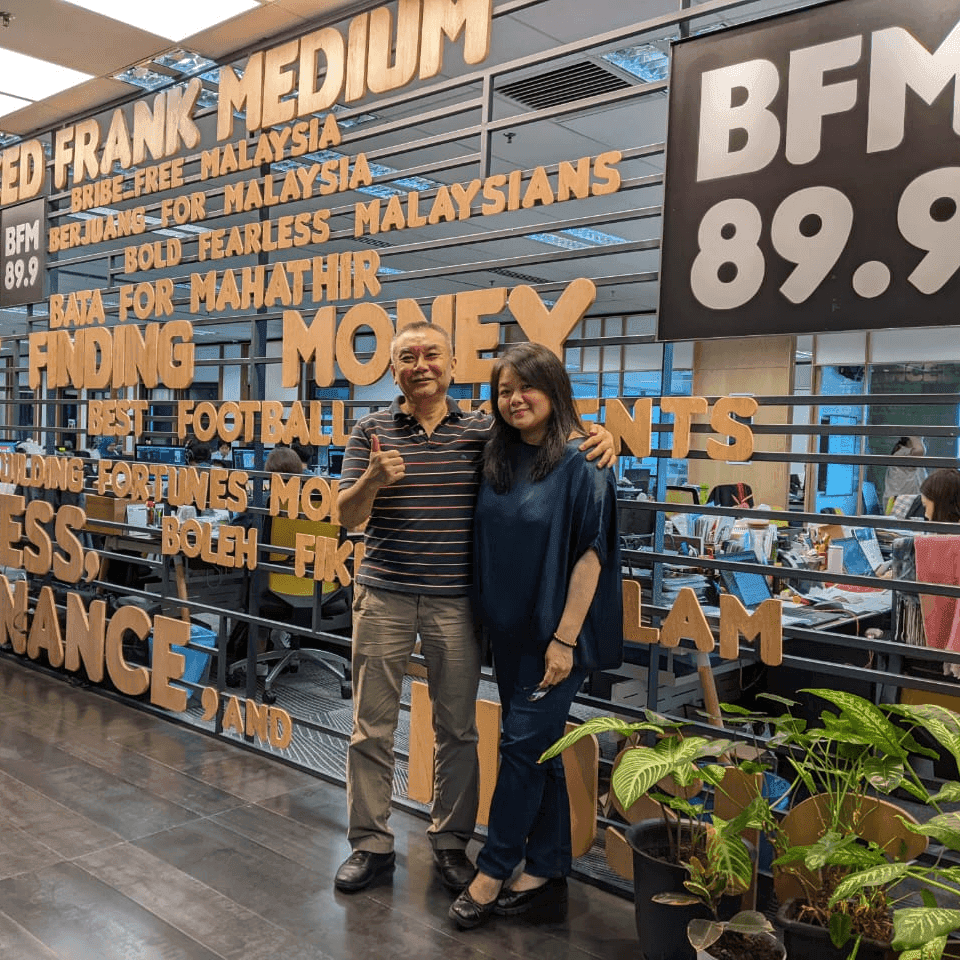 FRANK MEDIUM
BRIBE FREE MALAYSIA
BERJUANG FOR MALAYSIA
BOLD FEARLESS MALAYSIANS
BFM
89.9
BATA FOR MAHATHIR
FINDING MONEY
BEST FOOTBALL
BUILDING FORTUNES
BOLEH
FINANCE, AND
BFM
89.9